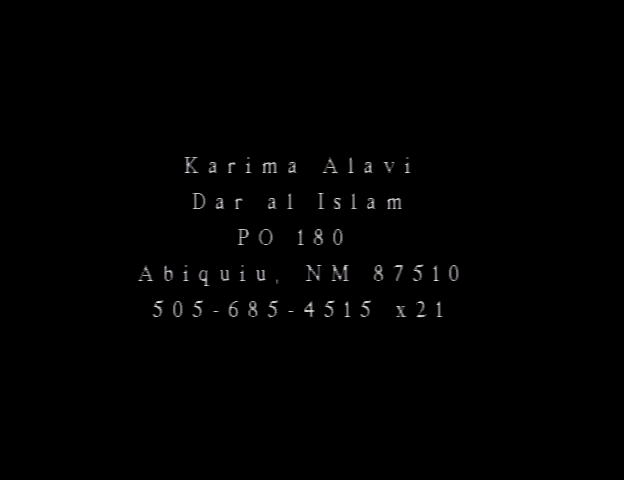 Karima Alavi
Dar al Islam
PO 180
Abiquiu, NM 87510
505-685-4515 x21